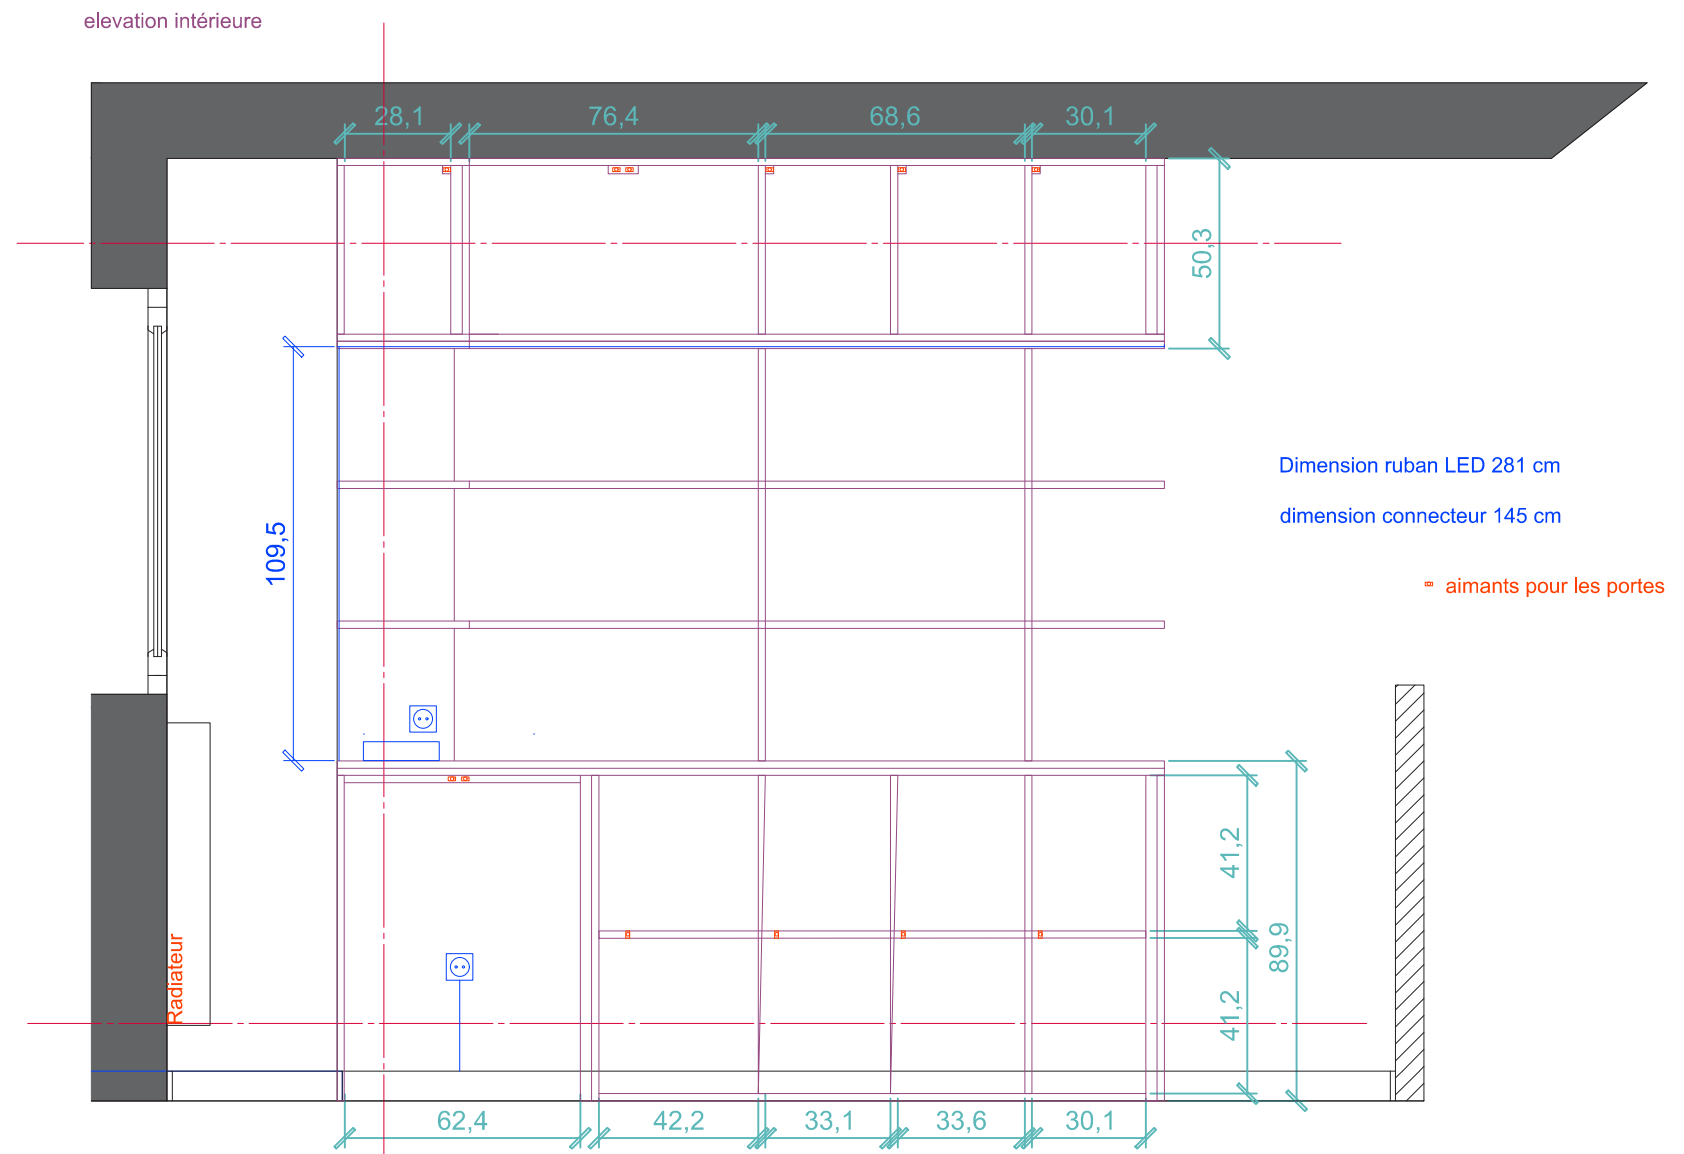 elevation intérieure
28,1
76,4
68,6
30,1
50,3
Dimension ruban LED 281 cm
dimension connecteur 145 cm
109,5
aimants pour les portes
41,2
89,9
Radiateur
41,2
62,4
42,2
33,1
33,6
30,1